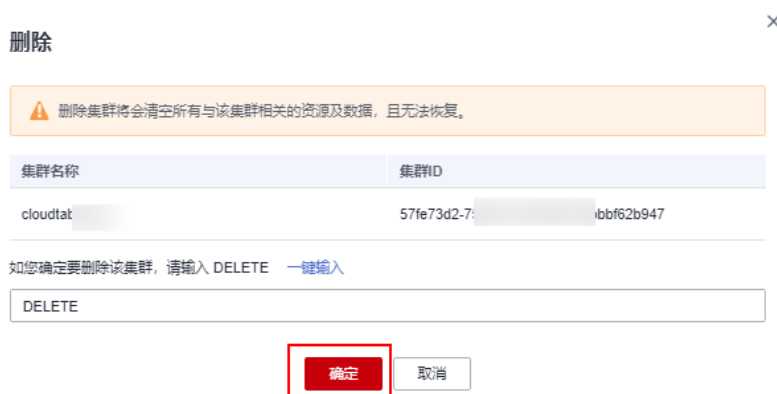 删除
删除集群将会清空所有与该集群相关的资源及数据，且无法恢复。
集群名称 集群ID
cloudtab 57fe73d2-7 bbf62b947
如您确定要删除该集群，请输入 DELETE 一键输入
DELETE
确定 取消